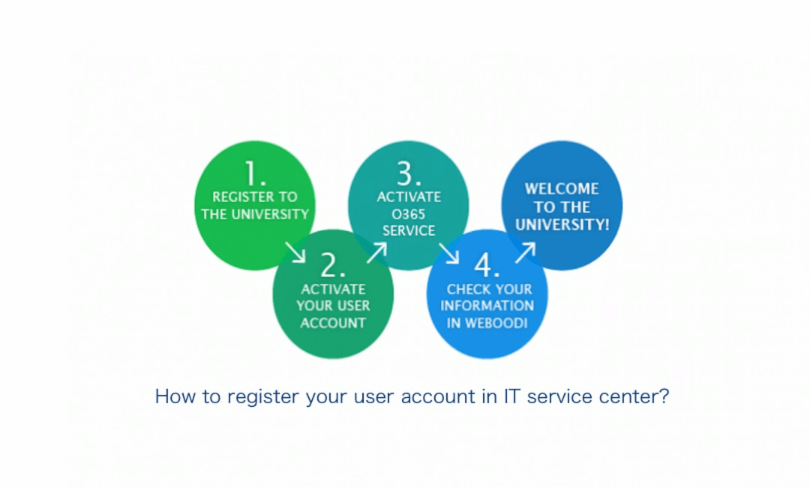 1.
REGISTER TO
THE UNIVERSITY
2.
ACTIVATE
YOUR USER
ACCOUNT
3.
ACTIVATE
O365
SERVICE
4.
CHECK YOUR
INFORMATION
IN WEBOODI
WELCOME
TO THE
UNIVERSITY!
How to register your user account in IT service center?